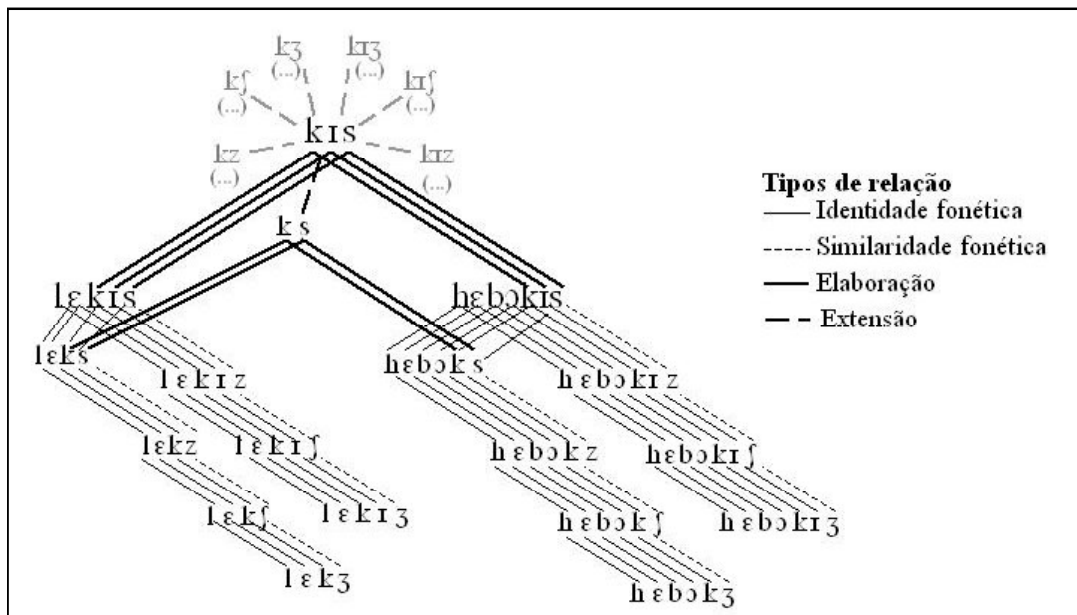 kʒ kɪʒ
(...) (...)
kʃ kɪʃ
(...) (...)
kɪs
kz kɪz
(...) (...)
ks
lɛkɪs hɛbɔkɪs
lɛks hɛbɔks
lɛkɪz hɛbɔkɪz
lɛkz lɛkɪʃ hɛbɔkz hɛbɔkɪʃ
lɛkʃ lɛkɪʒ hɛbɔkʃ hɛbɔkɪʒ
lɛkʒ hɛbɔkʒ
Tipos de relação
Identidade fonética
Similaridade fonética
Elaboração
Extensão